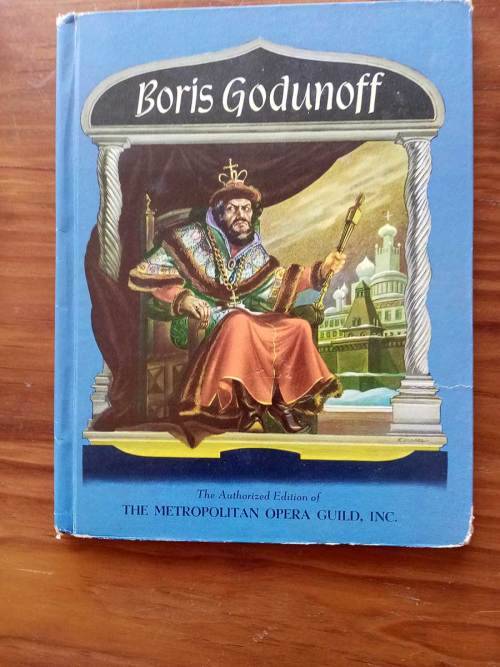 Boris Godunoff
The Authorized Edition of
THE METROPOLITAN OPERA GUILD, INC.